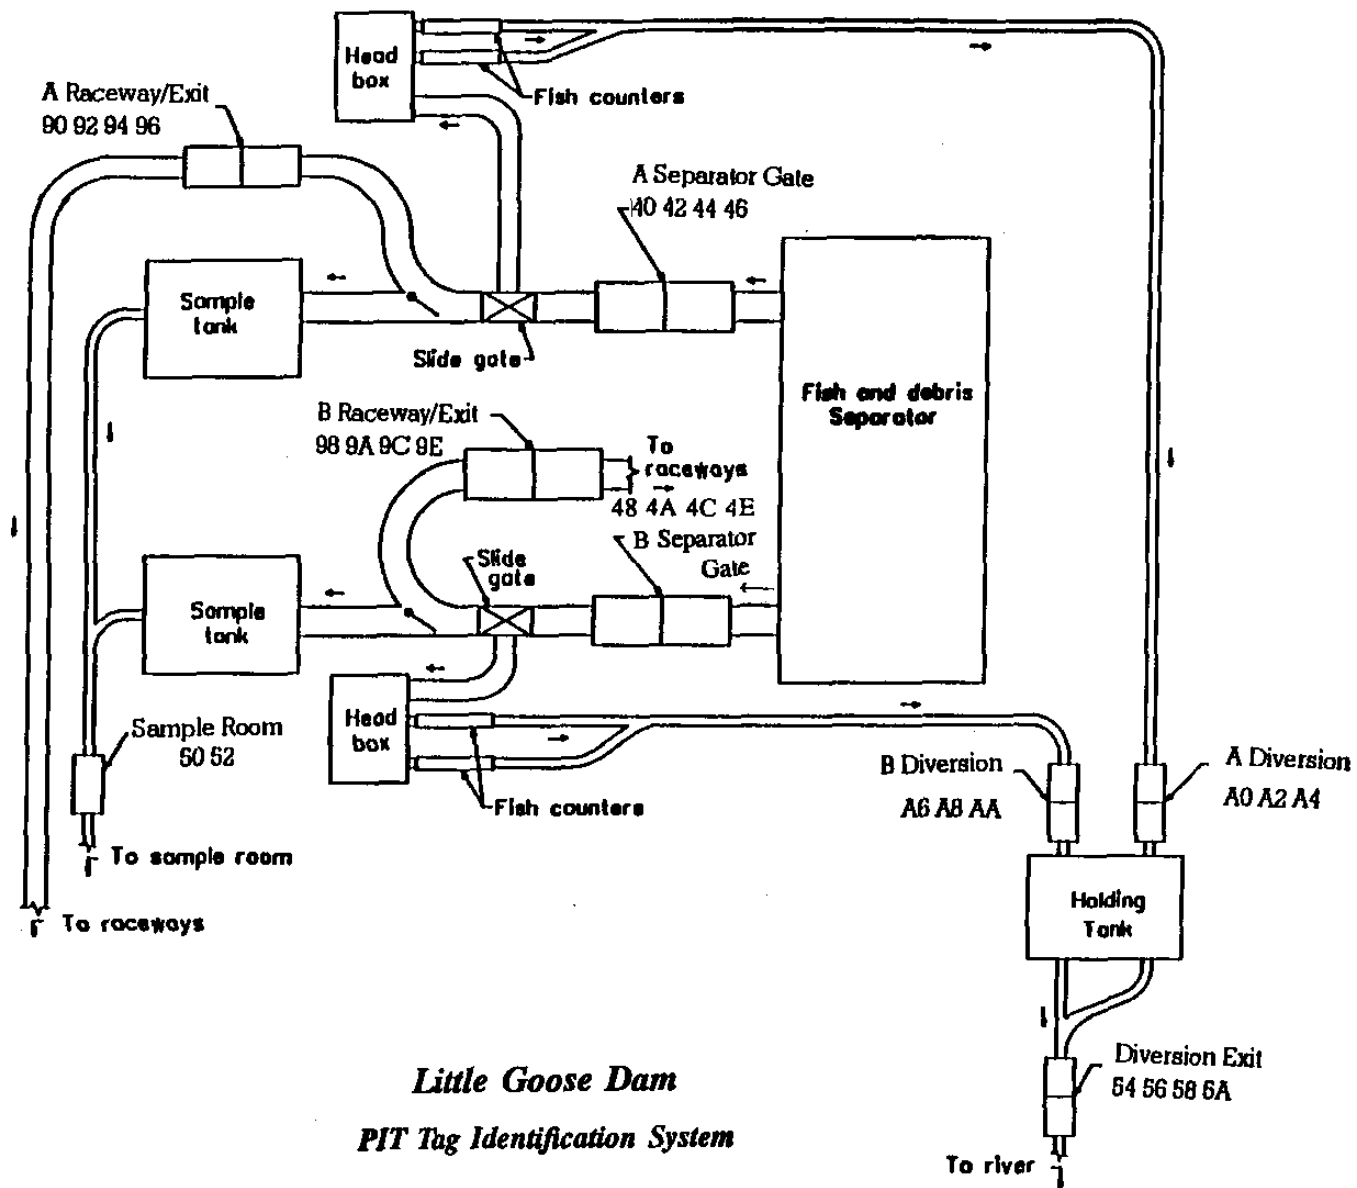 Head
box
Fish counters
A Raceway/Exit
90 92 94 96
A Separator Gate
40 42 44 46
Sample
tank
Slide gate
Fish and debris
Separator
B Raceway/Exit
98 9A 9C 9E
To
raceways
48 4A 4C 4E
B Separator
Gate
Slide
gate
Sample
tank
Head
box
Sample Room
50 52
Fish counters
B Diversion
A6 A8 AA
A Diversion
A0 A2 A4
To sample room
To raceways
Holding
Tank
Diversion Exit
54 56 58 5A
Little Goose Dam
PIT Tag Identification System
To river